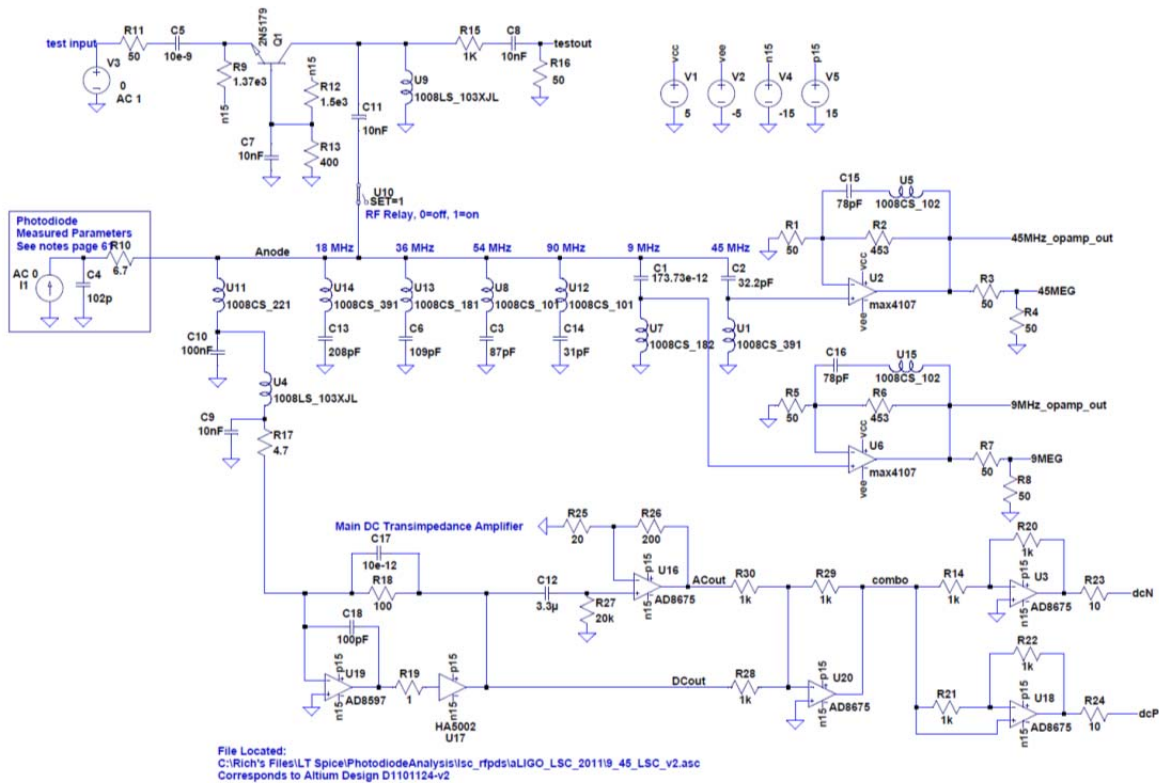 test input
R11
50
C5
10e-9
2N5179
Q1
V3
0
AC 1
R9
1.37e3
n15
n15
R12
1.5e3
C7
10nF
R13
400
C11
10nF
U9
1008LS_103XJL
R15
1K
C8
10nF
testout
R16
50
vcc
V1
5
vee
V2
-5
n15
V4
-15
p15
V5
15
U10
SET=1
RF Relay, 0=off, 1=on
Photodiode
Measured Parameters
See notes page 61
R10
6.7
AC 0
I1
C4
102p
Anode
18 MHz
36 MHz
54 MHz
90 MHz
9 MHz
45 MHz
U11
1008CS_221
U14
1008CS_391
U13
1008CS_181
U8
1008CS_101
U12
1008CS_101
C1
173.73e-12
C2
32.2pF
C10
100nF
C13
208pF
C6
109pF
C3
87pF
C14
31pF
U7
1008CS_182
U1
1008CS_391
U4
1008LS_103XJL
C9
10nF
R17
4.7
C15
78pF
U5
1008CS_102
R1
50
R2
453
45MHz_opamp_out
vcc
U2
max4107
vee
R3
50
45MEG
R4
50
C16
78pF
U15
1008CS_102
R5
50
R6
453
9MHz_opamp_out
vcc
U6
max4107
vee
R7
50
9MEG
R8
50
Main DC Transimpedance Amplifier
C17
10e-12
R18
100
C18
100pF
p15
U19
AD8597
n15
R19
1
p15
n15
HA5002
U17
C12
3.3µ
R27
20k
R25
20
R26
200
p15
U16
n15
AD8675
ACout
R30
1k
R29
1k
DCout
R28
1k
p15
U20
n15
AD8675
combo
R14
1k
R20
1k
p15
U3
n15
AD8675
R23
10
dcN
R21
1k
R22
1k
p15
U18
n15
AD8675
R24
10
dcP
File Located:
C:\Rich's Files\LT Spice\PhotodiodeAnalysis\lsc_rfpds\aLIGO_LSC_2011\9_45_LSC_v2.asc
Corresponds to Altium Design D1101124-v2